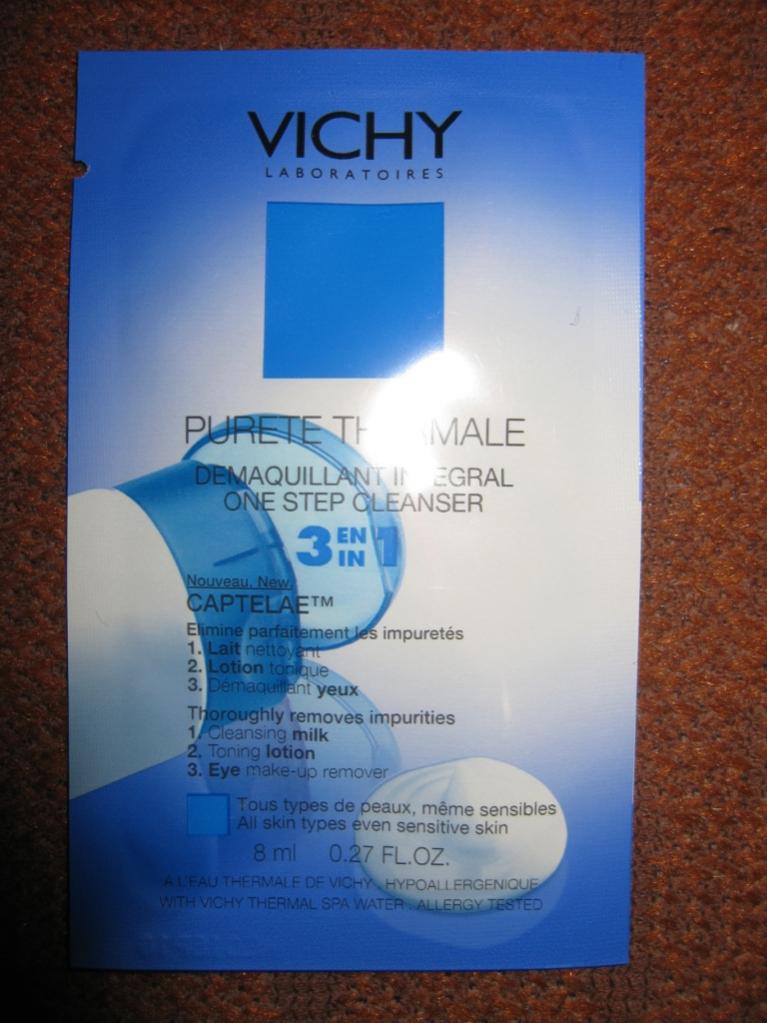 VICHY
LABORATOIRES
PURETE
DEMAQUILLANT
ONE STEP CLEANSER
3 EN IN 1
Nouveau. New.
CAPTELAE™
Elimine parfaitement les impuretés
1. Lait nettoyant
2. Lotion tonique
3. Démaquillant yeux
Thoroughly removes impurities
1. Cleansing milk
2. Toning lotion
3. Eye make-up remover
Tous types de peaux, même sensibles
All skin types even sensitive skin
8 ml 0.27 FL.OZ.
A L'EAU THERMALE DE VICHY . HYPOALLERGENIQUE
WITH VICHY THERMAL SPA WATER . ALLERGY TESTED